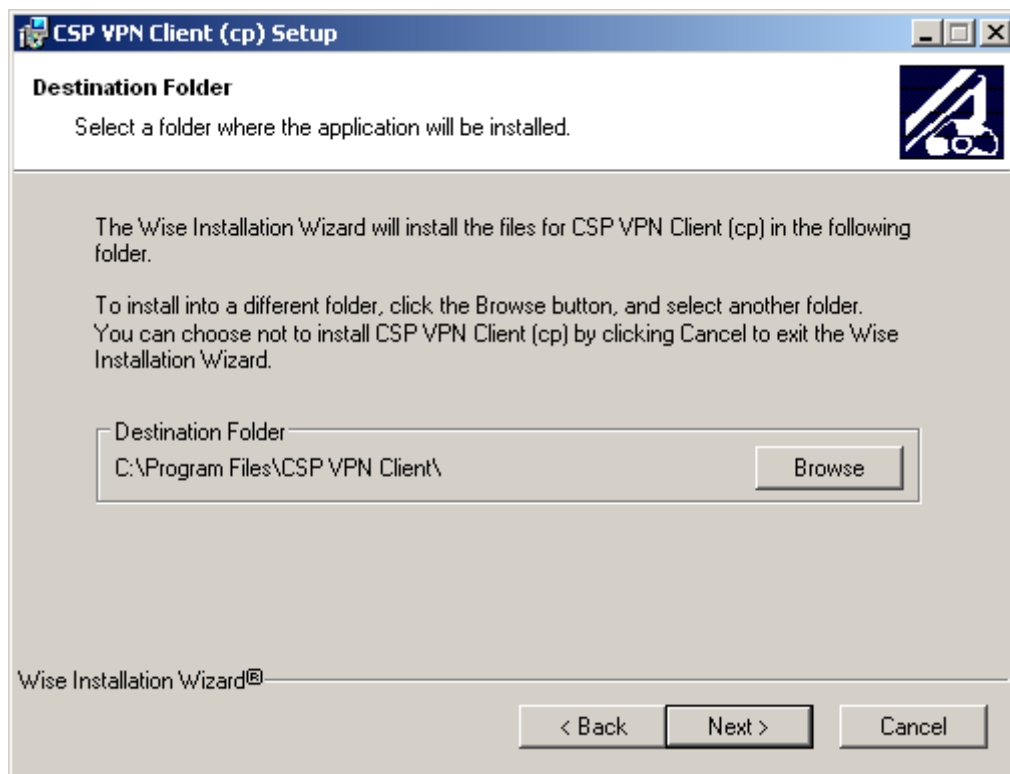 CSP VPN Client (cp) Setup
Destination Folder
Select a folder where the application will be installed.
The Wise Installation Wizard will install the files for CSP VPN Client (cp) in the following
folder.
To install into a different folder, click the Browse button, and select another folder.
You can choose not to install CSP VPN Client (cp) by clicking Cancel to exit the Wise
Installation Wizard.
Destination Folder
C:\Program Files\CSP VPN Client\
Browse
Wise Installation Wizard®
< Back
Next >
Cancel